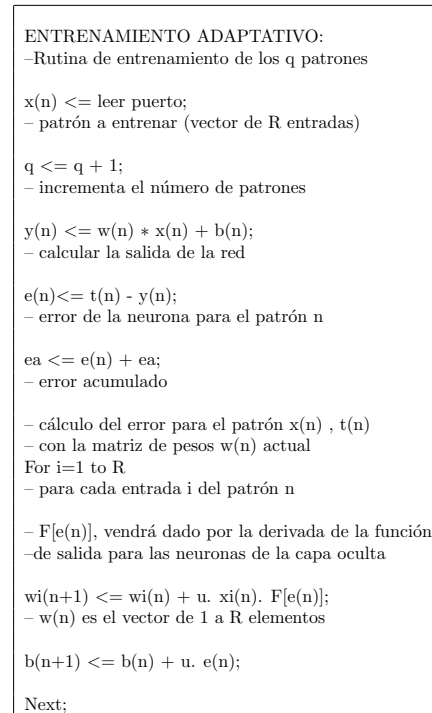 ENTRENAMIENTO ADAPTATIVO:
–Rutina de entrenamiento de los q patrones
x(n) <= leer puerto;
– patrón a entrenar (vector de R entradas)
q <= q + 1;
– incrementa el número de patrones
y(n) <= w(n) ∗ x(n) + b(n);
– calcular la salida de la red
e(n)<= t(n) - y(n);
– error de la neurona para el patrón n
ea <= e(n) + ea;
– error acumulado
– cálculo del error para el patrón x(n) , t(n)
– con la matriz de pesos w(n) actual
For i=1 to R
– para cada entrada i del patrón n
– F[e(n)], vendrá dado por la derivada de la función
–de salida para las neuronas de la capa oculta
wi(n+1) <= wi(n) + u. xi(n). F[e(n)];
– w(n) es el vector de 1 a R elementos
b(n+1) <= b(n) + u. e(n);
Next;